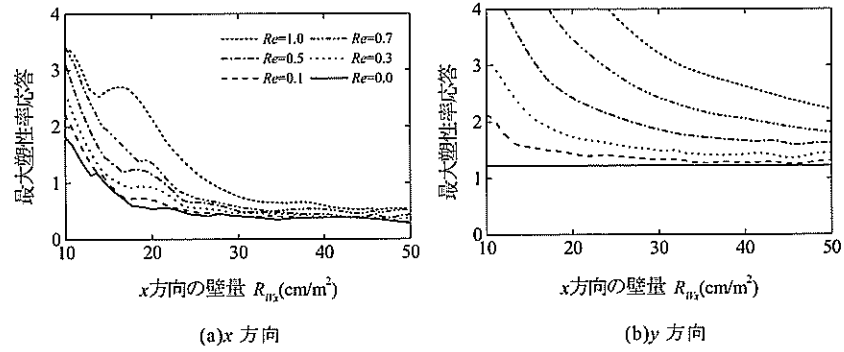 4
3
2
1
0
最大塑性率応答
Re=1.0 Re=0.7
Re=0.5 Re=0.3
Re=0.1 Re=0.0
10 20 30 40 50
x方向の壁量 R_Wx(cm/m²)
(a)x 方向
4
3
2
1
0
最大塑性率応答
10 20 30 40 50
x方向の壁量 R_Wx(cm/m²)
(b)y 方向